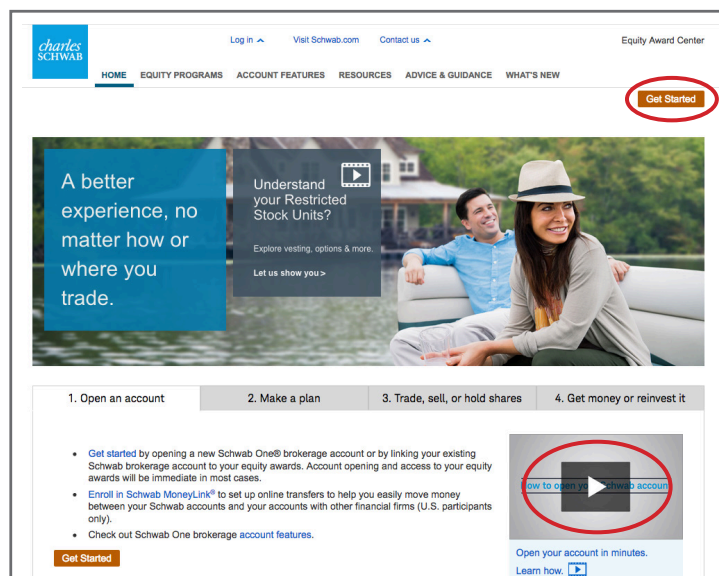 charles
SCHWAB
Log in Visit Schwab.com Contact us Equity Award Center
HOME EQUITY PROGRAMS ACCOUNT FEATURES RESOURCES ADVICE & GUIDANCE WHAT'S NEW
Get Started
A better
experience, no
matter how or
where you
trade.
Understand
your Restricted
Stock Units?
Explore vesting, options & more.
Let us show you >
1. Open an account 2. Make a plan 3. Trade, sell, or hold shares 4. Get money or reinvest it
• Get started by opening a new Schwab One® brokerage account or by linking your existing
Schwab brokerage account to your equity awards. Account opening and access to your equity
awards will be immediate in most cases.
• Enroll in Schwab MoneyLink® to set up online transfers to help you easily move money
between your Schwab accounts and your accounts with other financial firms (U.S. participants
only).
• Check out Schwab One brokerage account features.
Get Started
How to open your Schwab account
Open your account in minutes.
Learn how.